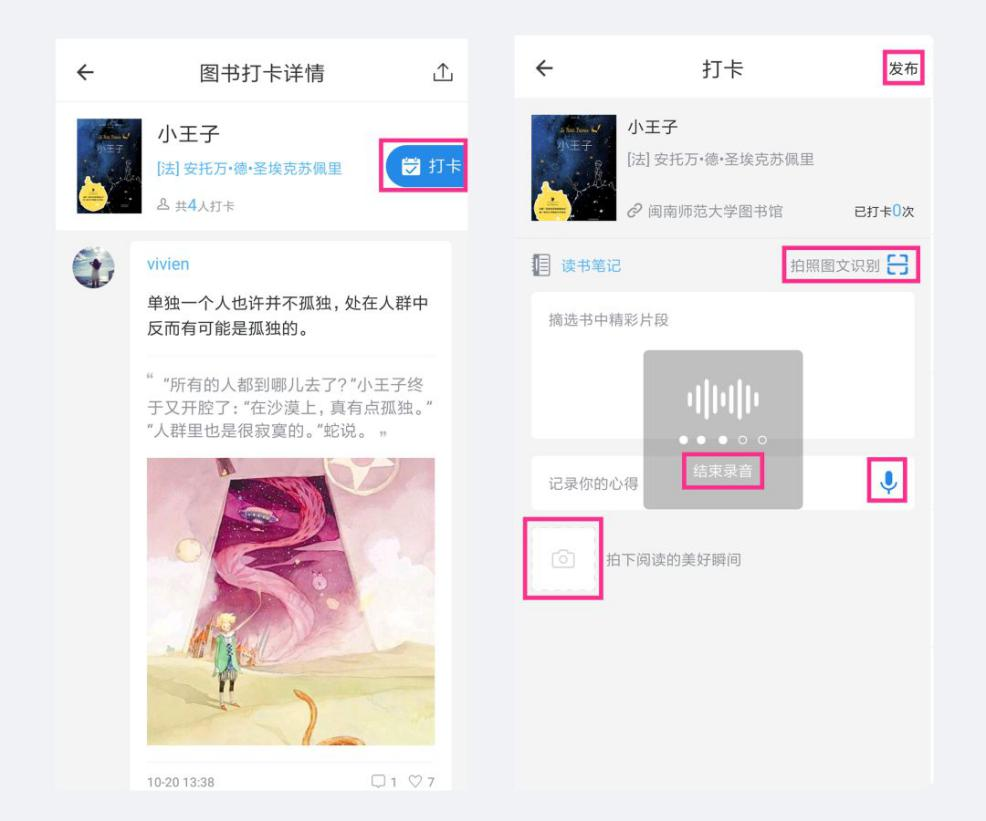 图书打卡详情
小王子
小王子
[法] 安托万•德•圣埃克苏佩里
打卡
共4人打卡
vivien
单独一个人也许并不孤独，处在人群中
反而有可能是孤独的。
“ “所有的人都到哪儿去了？”小王子终
于又开腔了：“在沙漠上，真有点孤独。”
“人群里也是很寂寞的。”蛇说。 ”
10-20 13:38
1
7
打卡
发布
小王子
小王子
[法] 安托万•德•圣埃克苏佩里
闽南师范大学图书馆
已打卡0次
读书笔记
拍照图文识别
摘选书中精彩片段
结束录音
记录你的心得
拍下阅读的美好瞬间